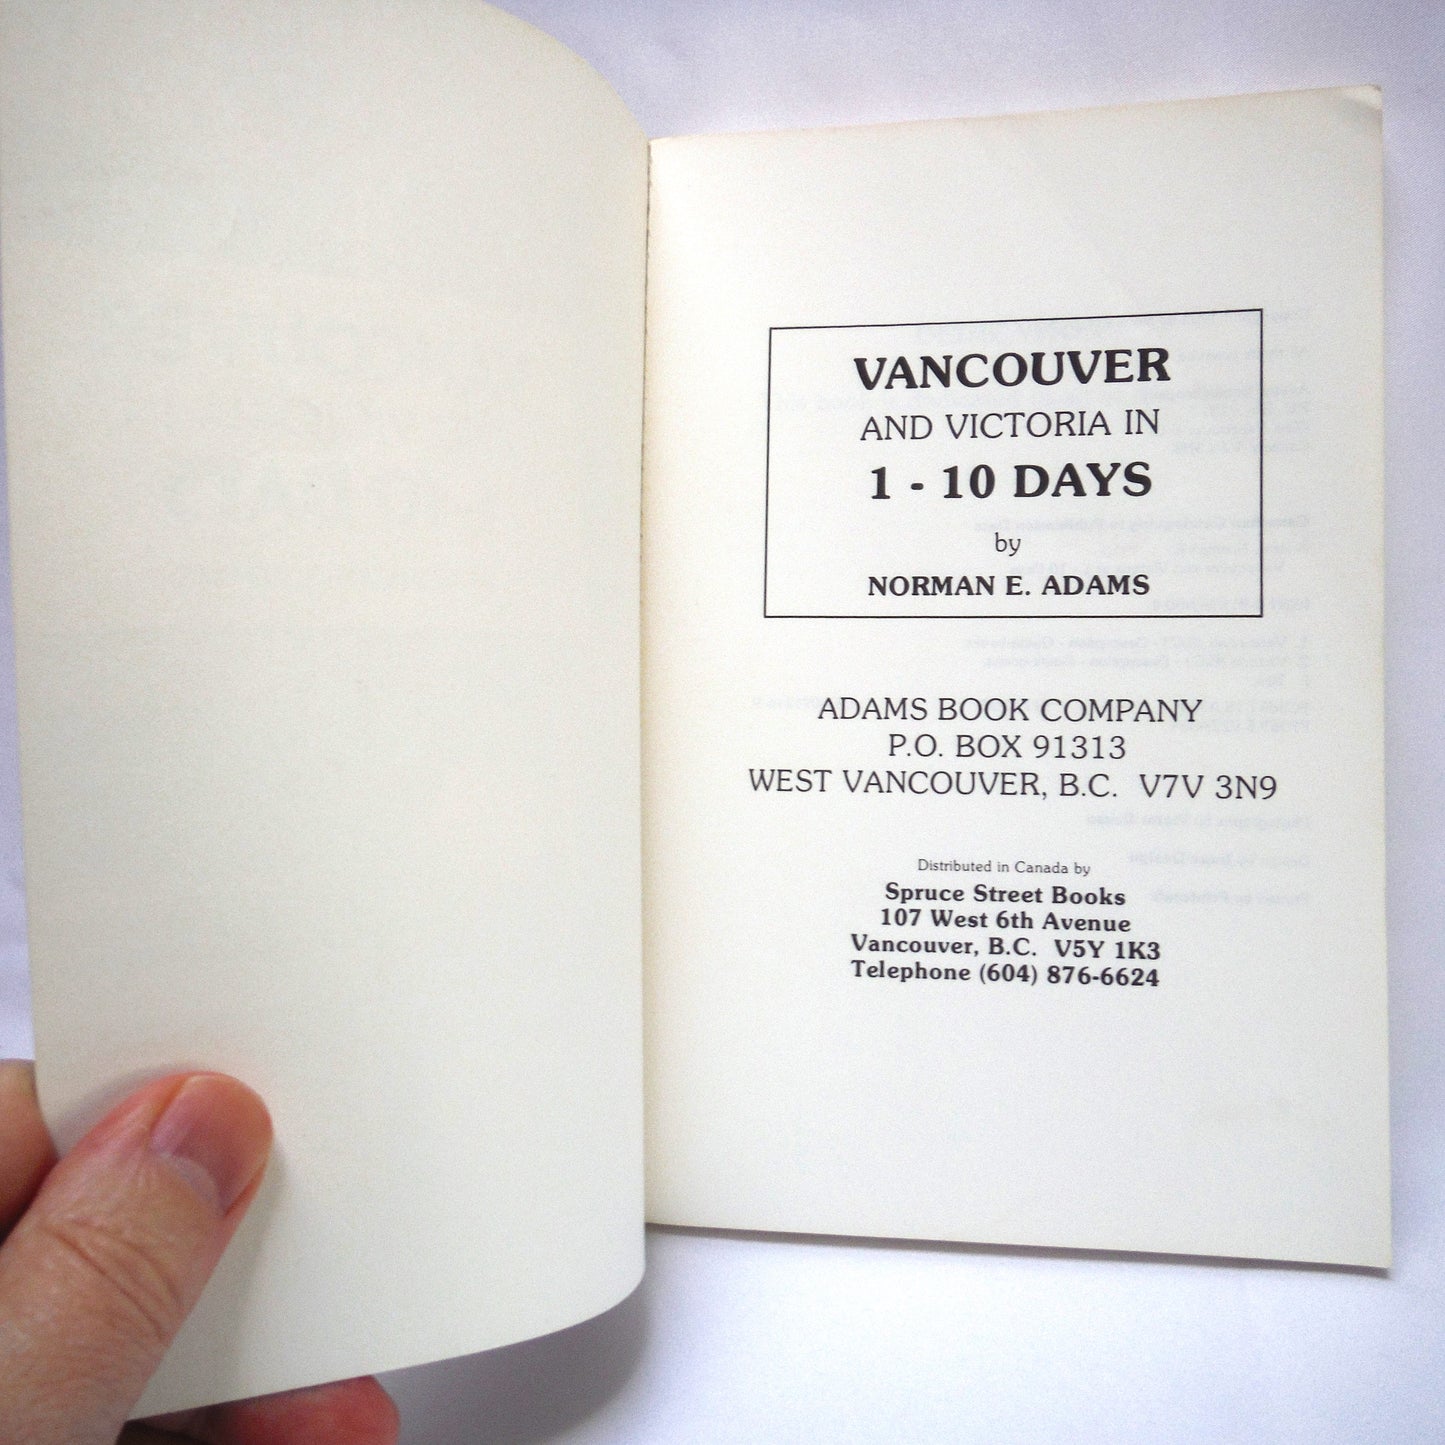 VANCOUVER
AND VICTORIA IN
1 - 10 DAYS
by
NORMAN E. ADAMS
ADAMS BOOK COMPANY
P.O. BOX 91313
WEST VANCOUVER, B.C. V7V 3N9
Distributed in Canada by
Spruce Street Books
107 West 6th Avenue
Vancouver, B.C. V5Y 1K3
Telephone (604) 876-6624